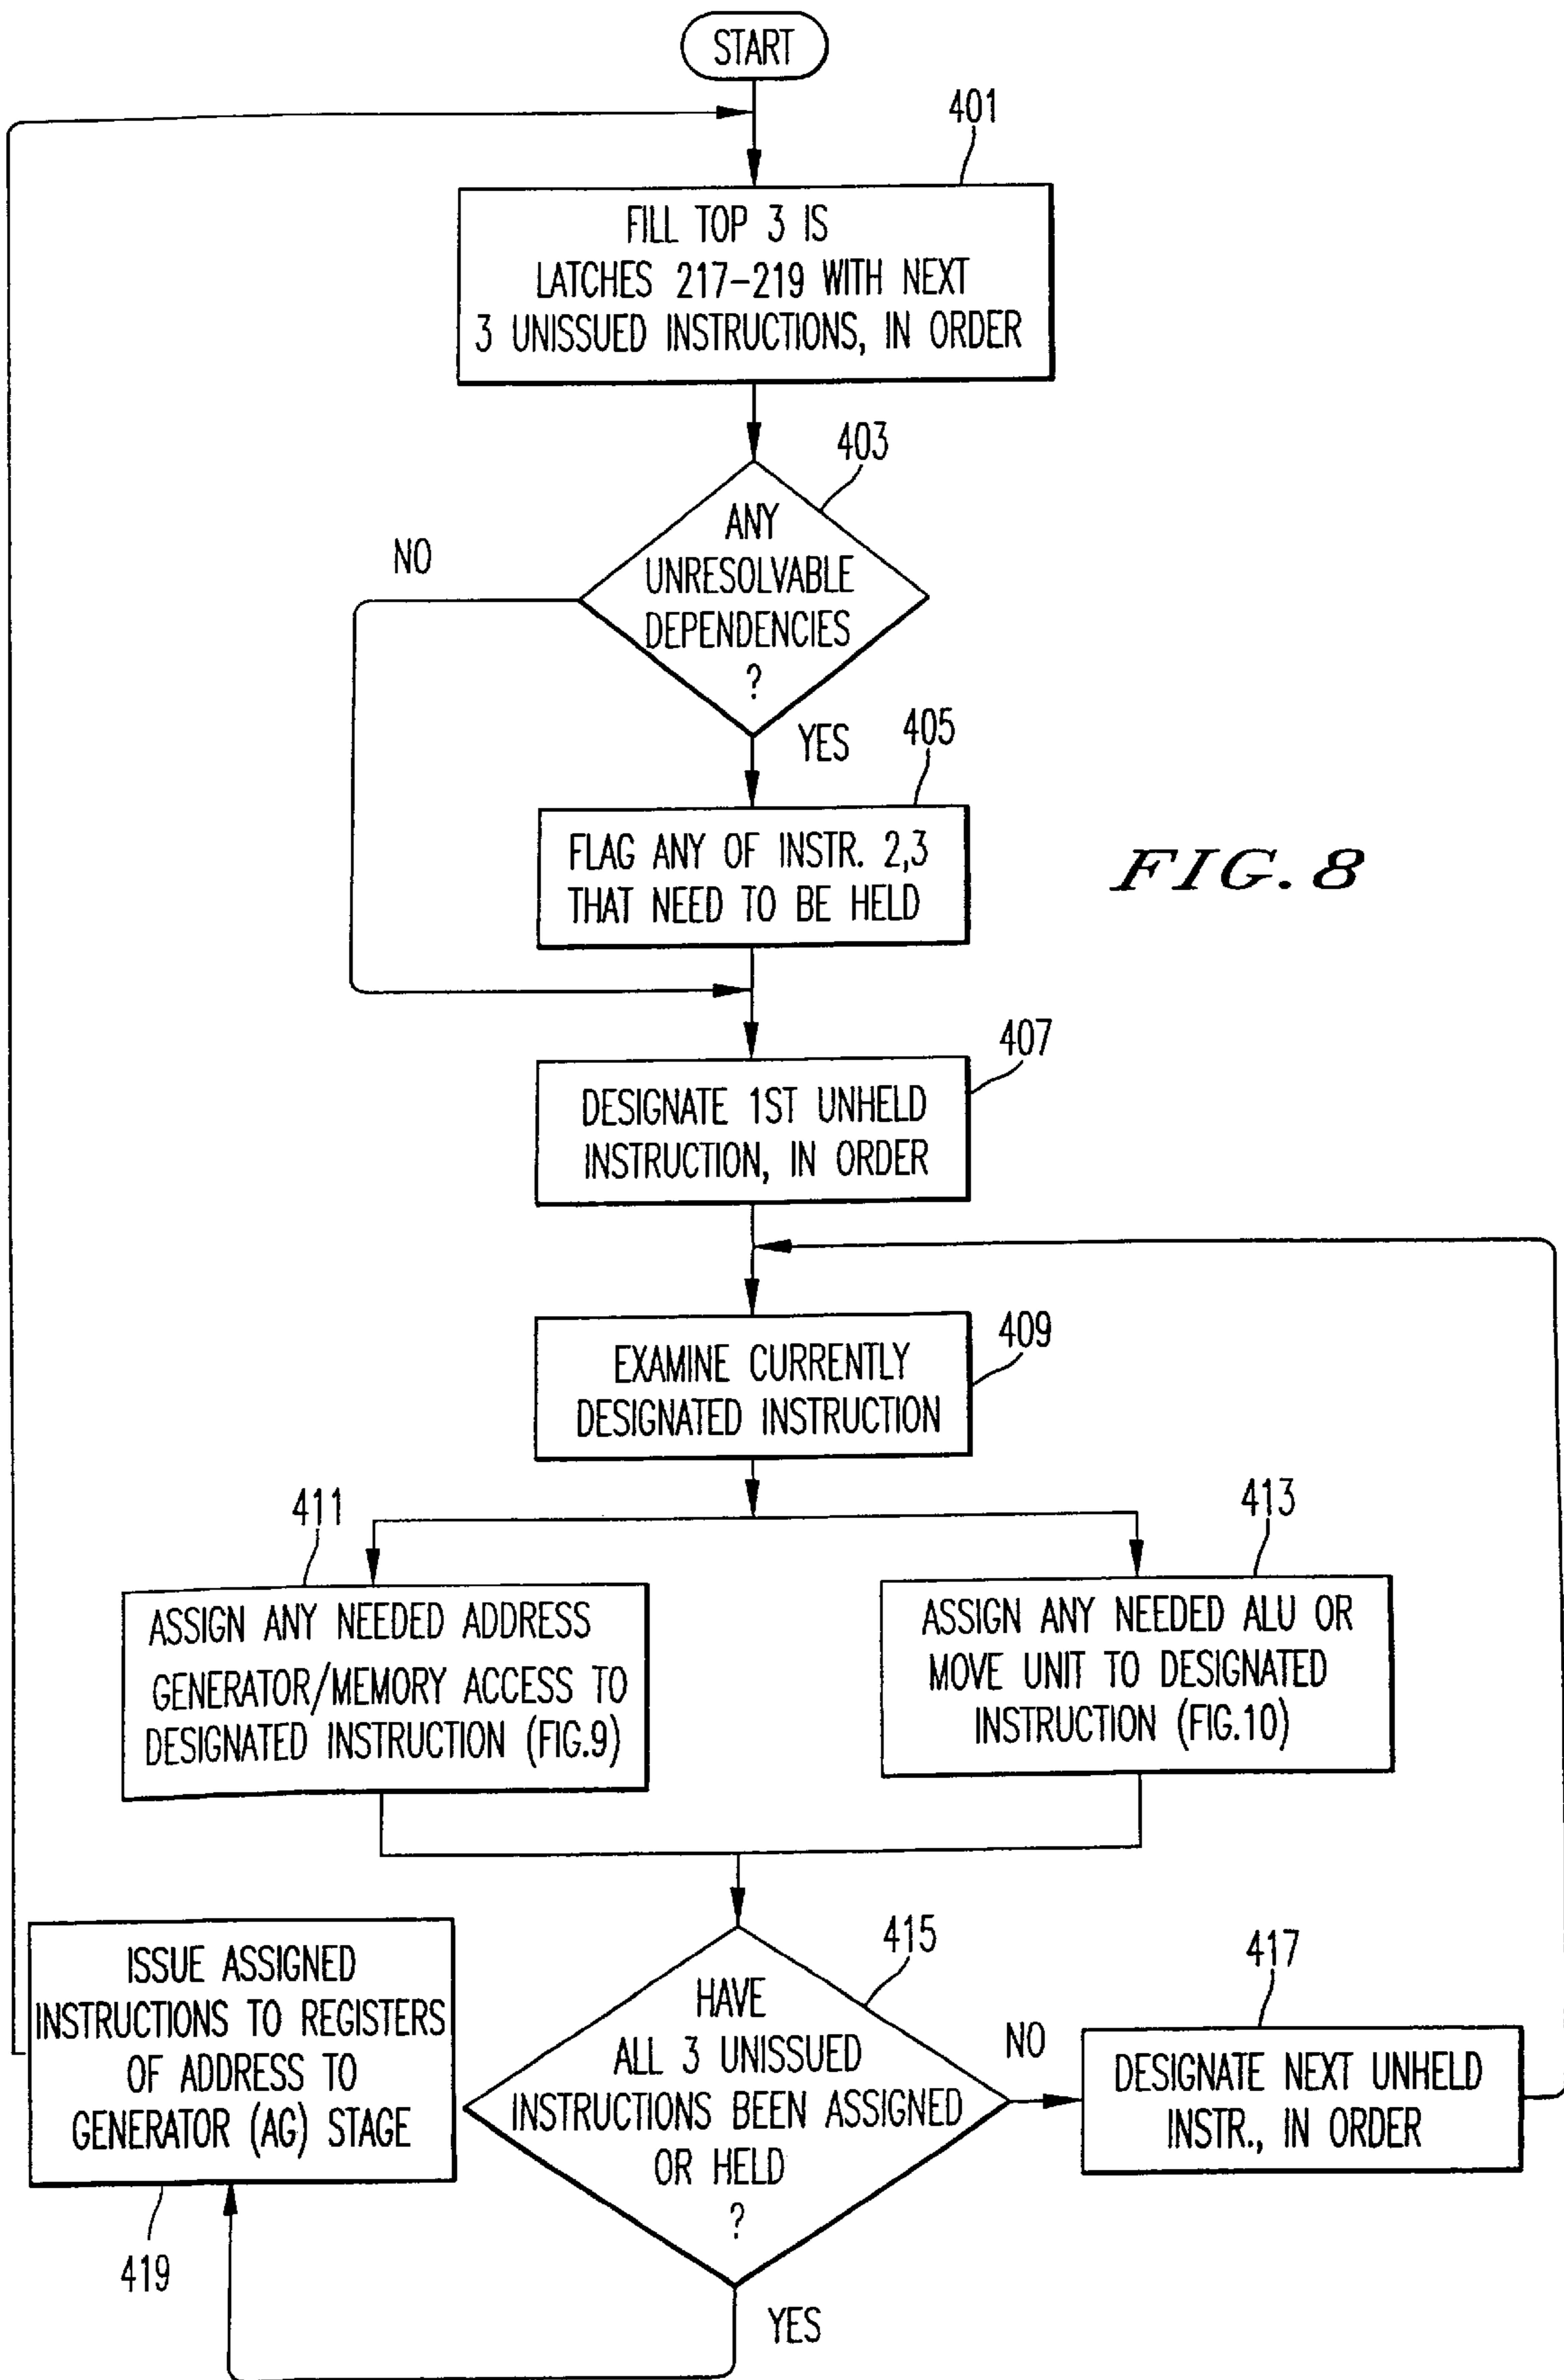 START
401
FILL TOP 3 IS
LATCHES 217-219 WITH NEXT
3 UNISSUED INSTRUCTIONS, IN ORDER
403
ANY
UNRESOLVABLE
DEPENDENCIES
?
NO
YES
405
FLAG ANY OF INSTR. 2,3
THAT NEED TO BE HELD
FIG. 8
407
DESIGNATE 1ST UNHELD
INSTRUCTION, IN ORDER
409
EXAMINE CURRENTLY
DESIGNATED INSTRUCTION
411
ASSIGN ANY NEEDED ADDRESS
GENERATOR/MEMORY ACCESS TO
DESIGNATED INSTRUCTION (FIG.9)
413
ASSIGN ANY NEEDED ALU OR
MOVE UNIT TO DESIGNATED
INSTRUCTION (FIG.10)
415
HAVE
ALL 3 UNISSUED
INSTRUCTIONS BEEN ASSIGNED
OR HELD
?
NO
417
DESIGNATE NEXT UNHELD
INSTR., IN ORDER
YES
ISSUE ASSIGNED
INSTRUCTIONS TO REGISTERS
OF ADDRESS TO
GENERATOR (AG) STAGE
419